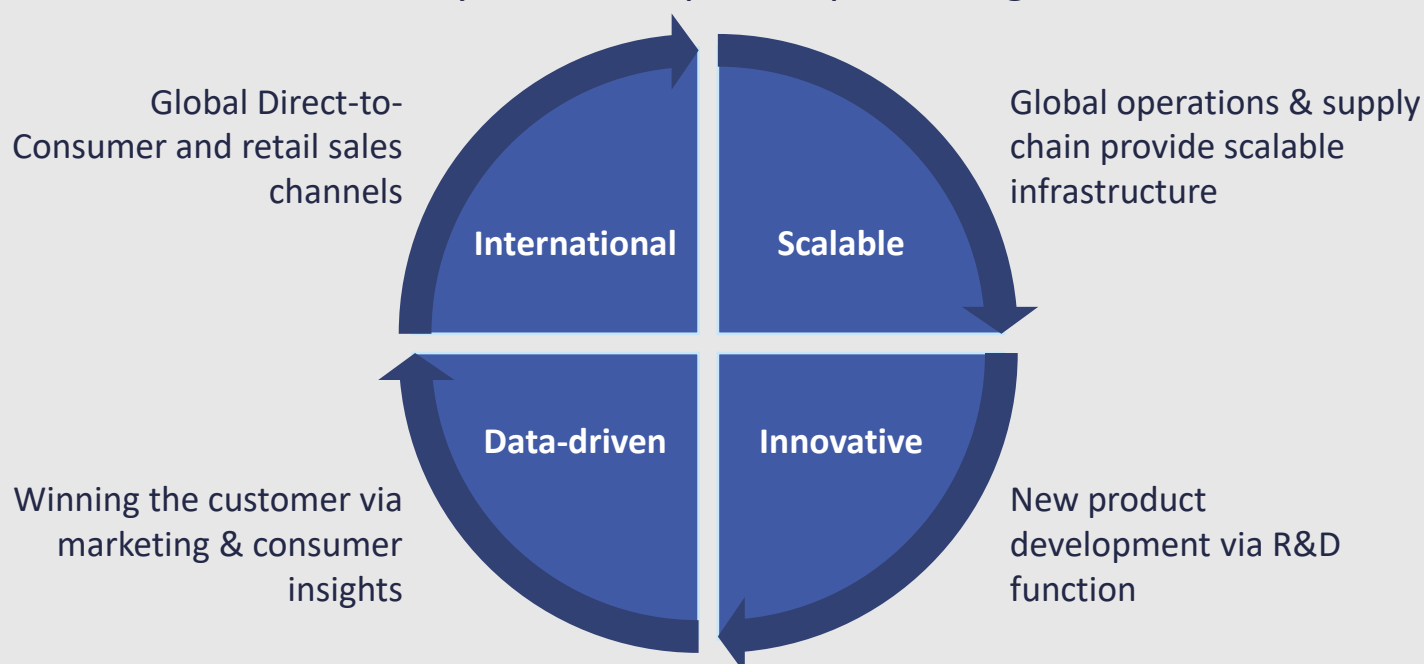 Global Direct-to-
Consumer and retail sales
channels
International
Scalable
Global operations & supply
chain provide scalable
infrastructure
Data-driven
Innovative
Winning the customer via
marketing & consumer
insights
New product
development via R&D
function